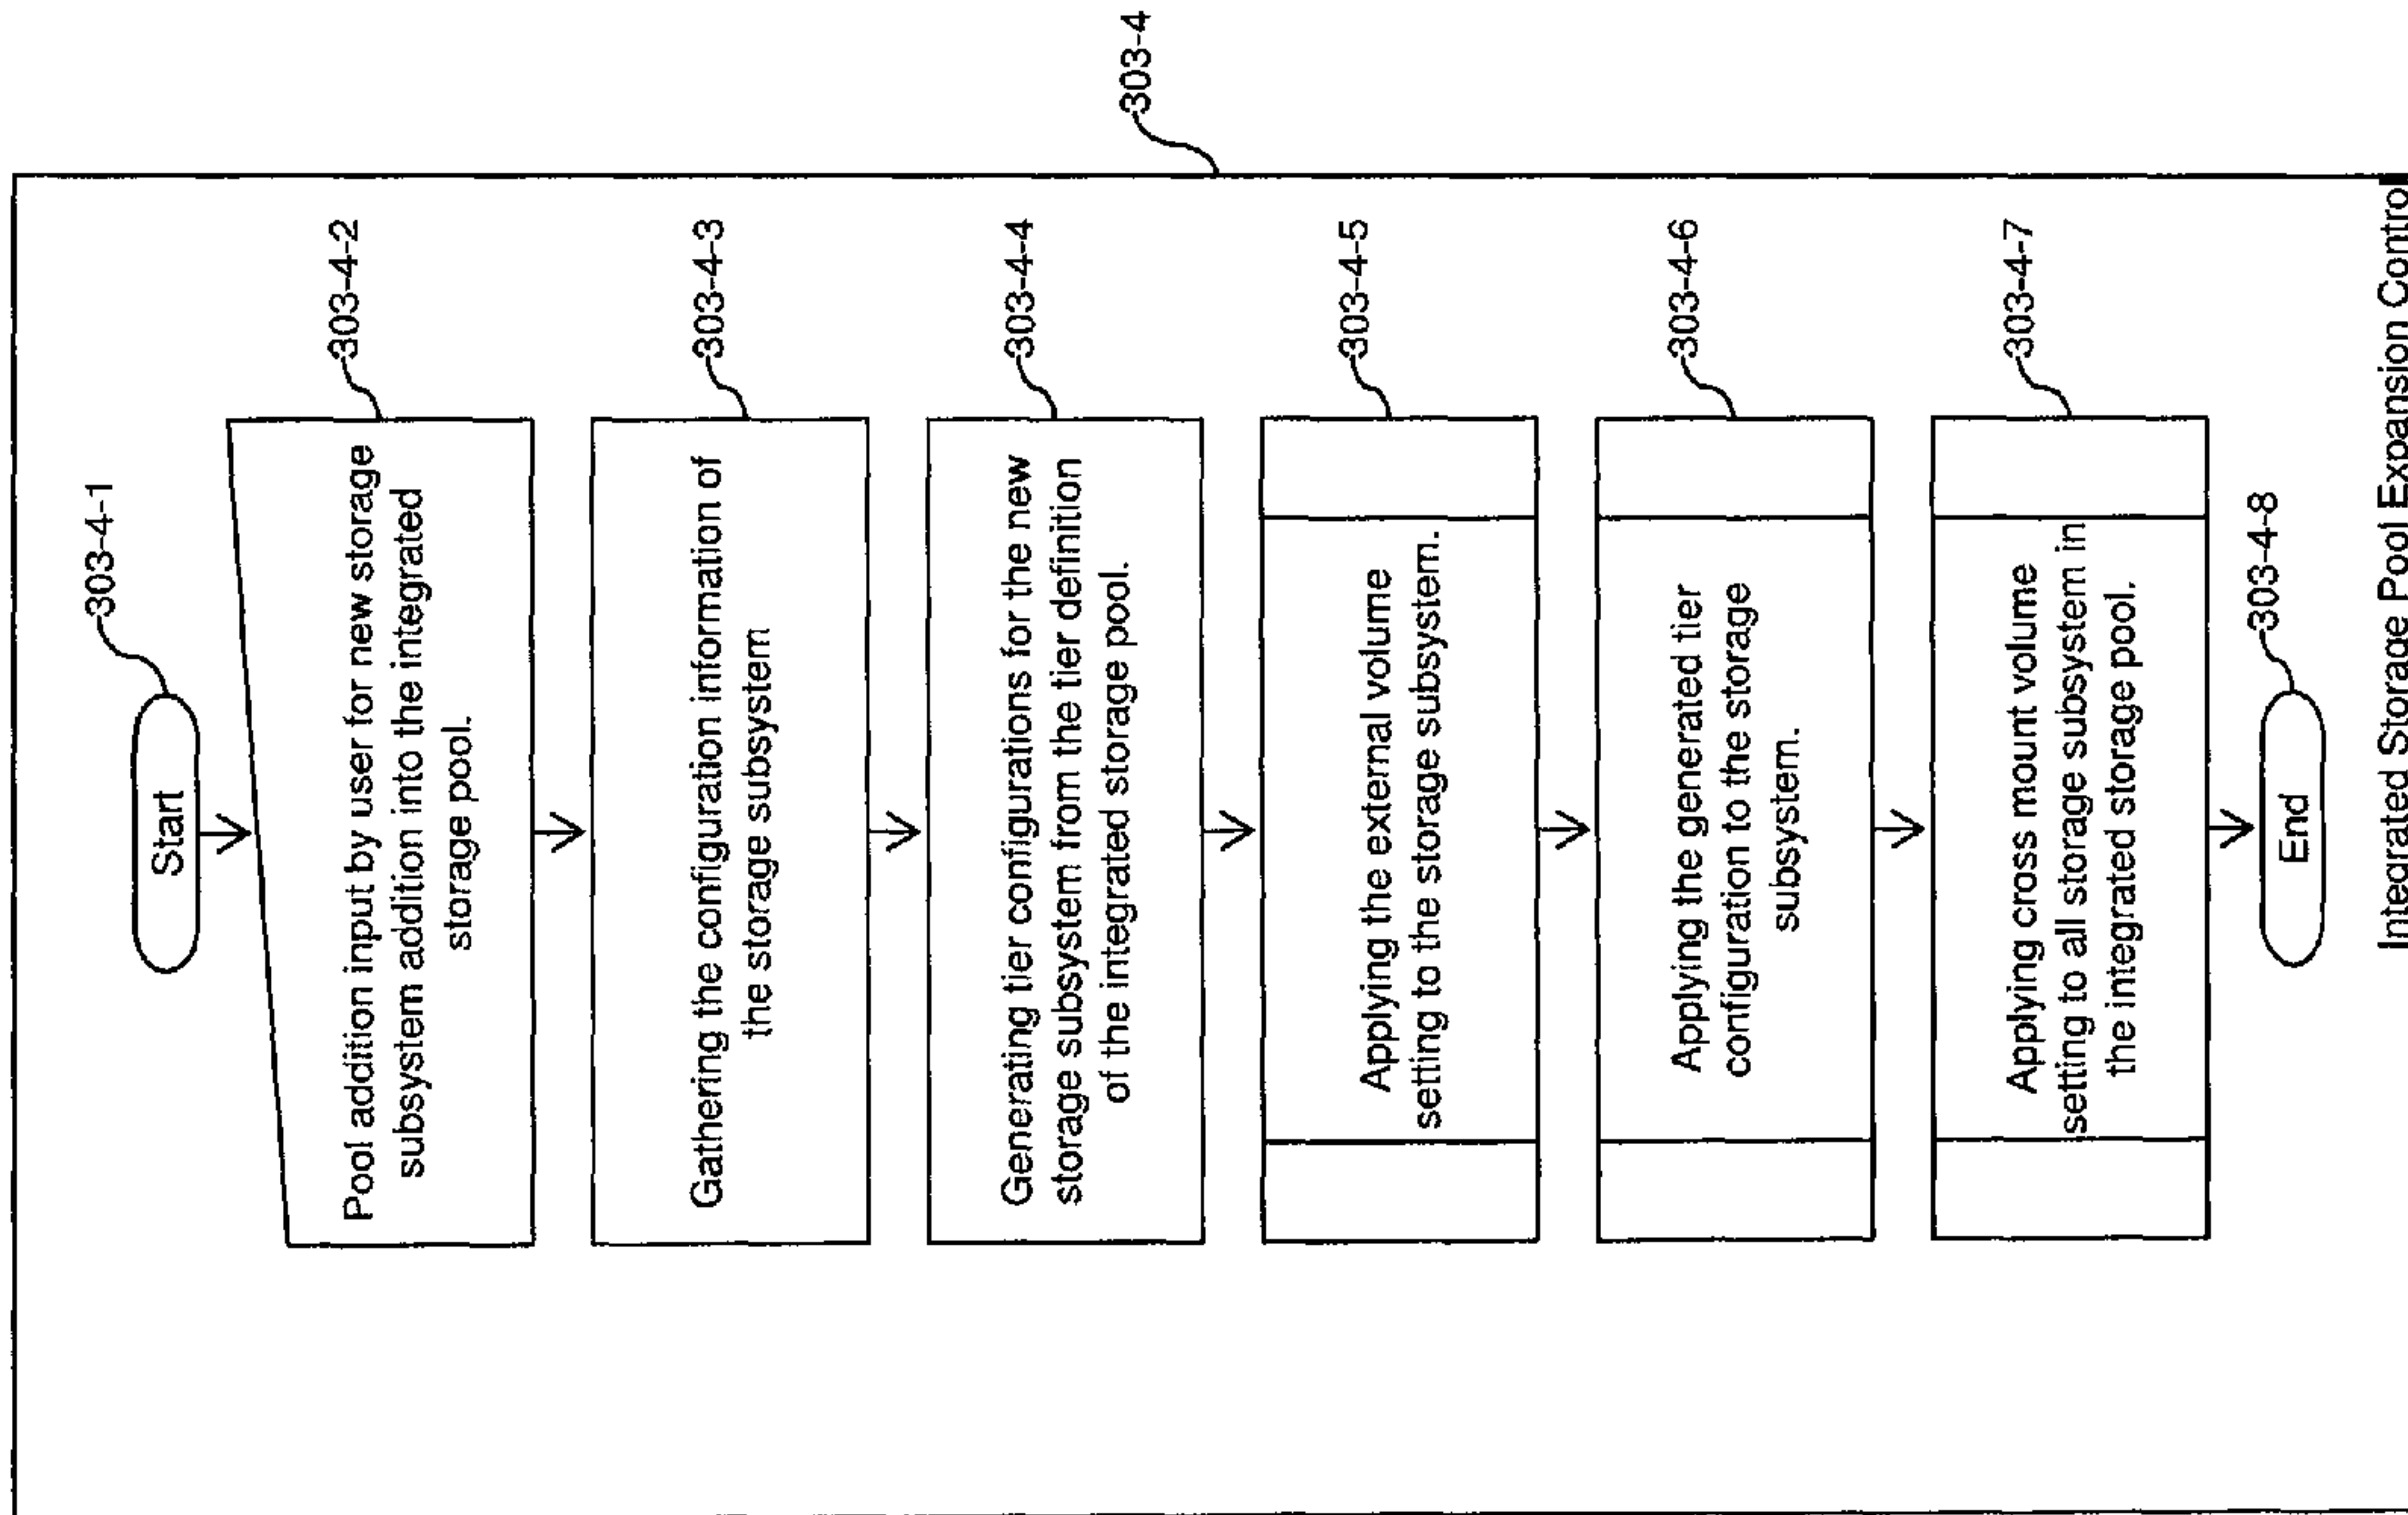 303-4
303-4-1
Start
303-4-2
Pool addition input by user for new storage
subsystem addition into the integrated
storage pool.
303-4-3
Gathering the configuration information of
the storage subsystem
303-4-4
Generating tier configurations for the new
storage subsystem from the tier definition
of the integrated storage pool.
303-4-5
Applying the external volume
setting to the storage subsystem.
303-4-6
Applying the generated tier
configuration to the storage
subsystem.
303-4-7
Applying cross mount volume
setting to all storage subsystem in
the integrated storage pool.
303-4-8
End
Integrated Storage Pool Expansion Control